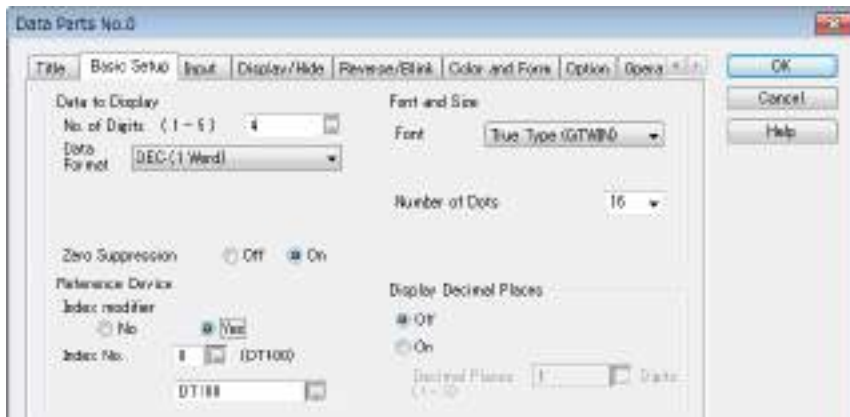 Data Parts No.0
Title Basic Setup Input Display/Hide Reverse/Blink Color and Form Option Opera
OK
Cancel
Help
Data to Display
No. of Digits (1-5) 4
Data Format DEC-(1 Word)
Zero Suppression Off On
Reference Device
Index modifier
No Yes
Index No. (DT100)
Font and Size
Font True Type (GTWIN)
Number of Dots 16
Display Decimal Places
Off
On
Decimal Places 1 Digits